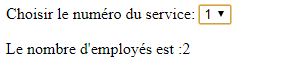 Choisir le numéro du service: 1
Le nombre d'employés est :2